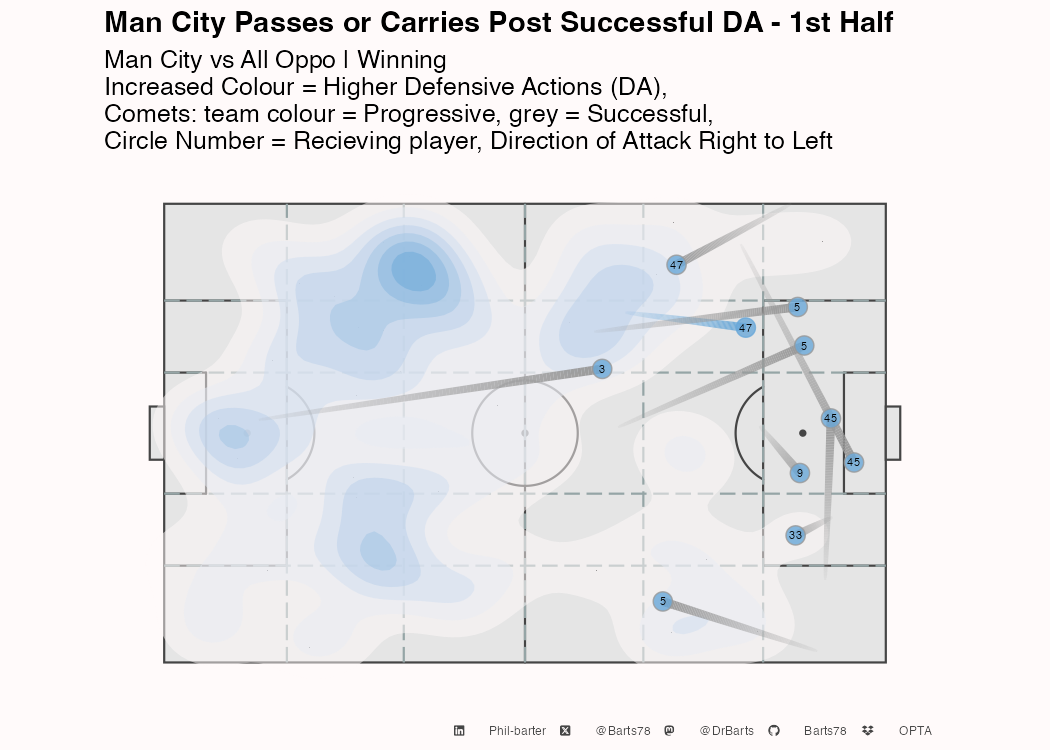 Man City Passes or Carries Post Successful DA - 1st Half
Man City vs All Oppo | Winning
Increased Colour = Higher Defensive Actions (DA),
Comets: team colour = Progressive, grey = Successful,
Circle Number = Recieving player, Direction of Attack Right to Left
47
5
47
5
3
45
45
9
33
5
Phil-barter @Barts78 @DrBarts Barts78 OPTA